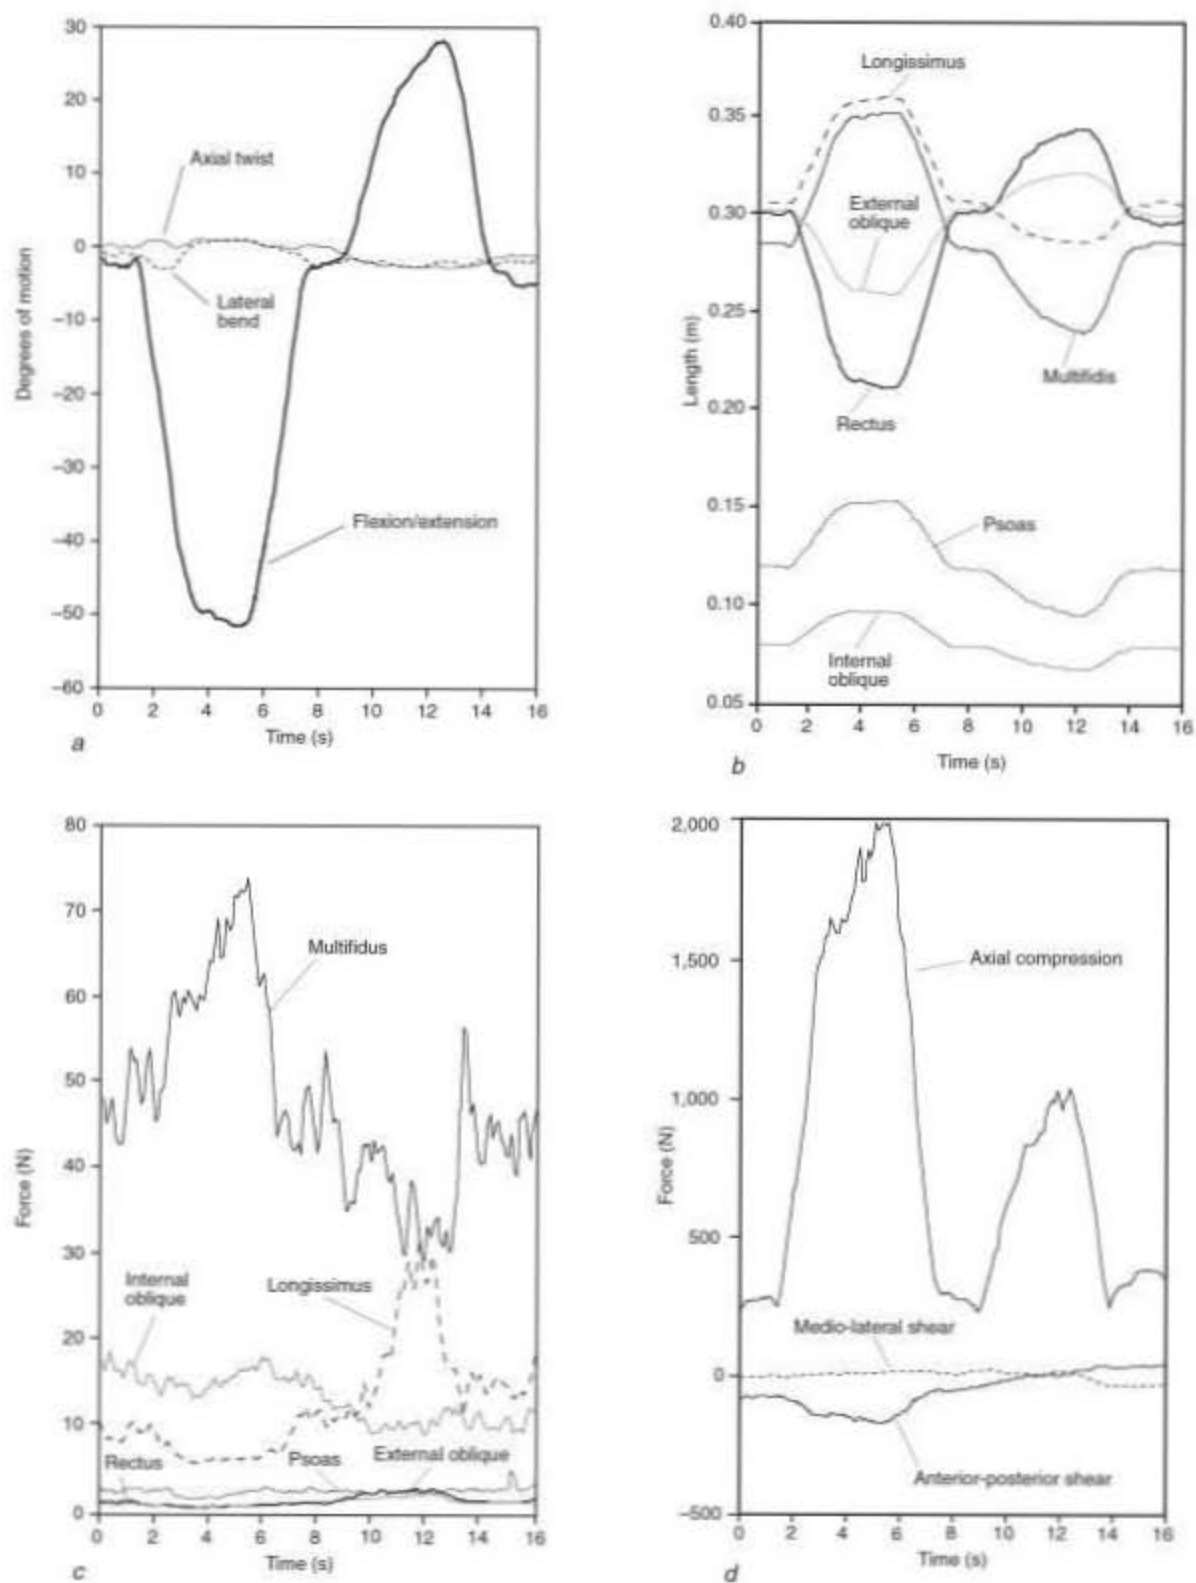 30
20
10
0
–10
–20
–30
–40
–50
–60
Degrees of motion
Axial twist
Lateral
bend
Flexion/extension
0 2 4 6 8 10 12 14 16
Time (s)
a
0.40
0.35
0.30
0.25
0.20
0.15
0.10
0.05
Length (m)
Longissimus
External
oblique
Rectus
Multifidis
Psoas
Internal
oblique
0 2 4 6 8 10 12 14 16
Time (s)
b
80
70
60
50
40
30
20
10
0
Force (N)
Multifidus
Internal
oblique
Longissimus
Rectus
Psoas
External oblique
0 2 4 6 8 10 12 14 16
Time (s)
c
2,000
1,500
1,000
500
0
–500
Force (N)
Axial compression
Medio-lateral shear
Anterior-posterior shear
0 2 4 6 8 10 12 14 16
Time (s)
d